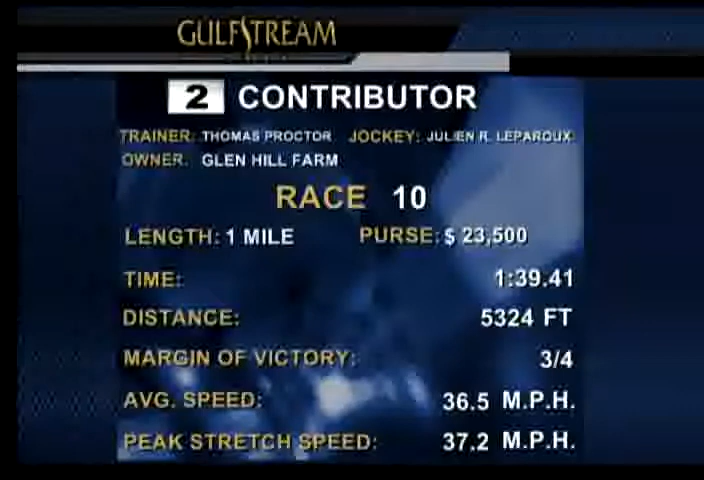 GULFSTREAM
2 CONTRIBUTOR
TRAINER: THOMAS PROCTOR JOCKEY: JULIEN R. LEPAROUX
OWNER: GLEN HILL FARM
RACE 10
LENGTH: 1 MILE PURSE: $ 23,500
TIME: 1:39.41
DISTANCE: 5324 FT
MARGIN OF VICTORY: 3/4
AVG. SPEED: 36.5 M.P.H.
PEAK STRETCH SPEED: 37.2 M.P.H.